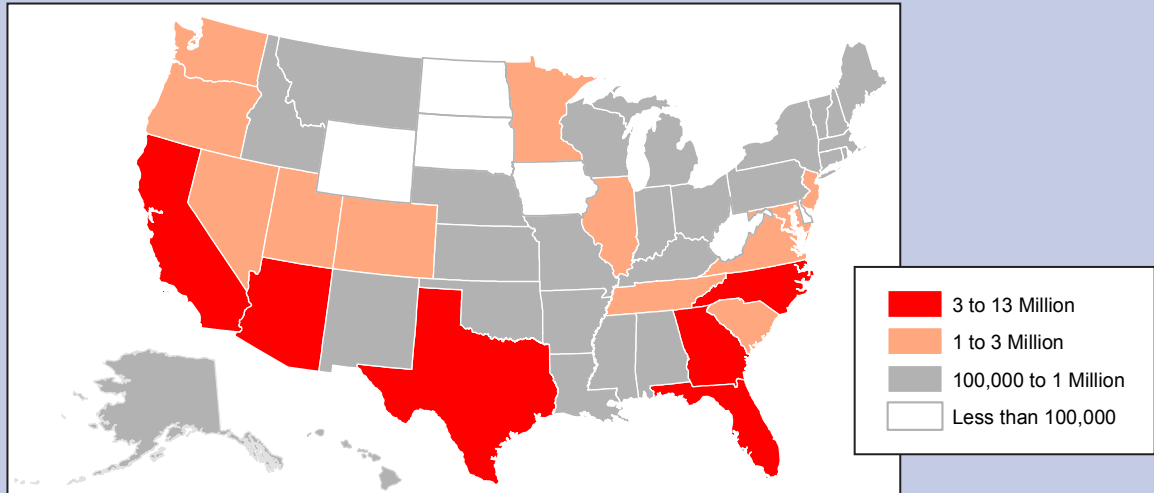 3 to 13 Million
1 to 3 Million
100,000 to 1 Million
Less than 100,000